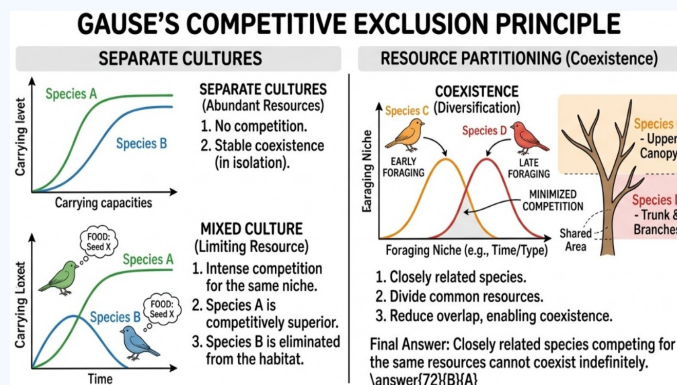 GAUSE'S COMPETITIVE EXCLUSION PRINCIPLE
SEPARATE CULTURES
Carrying levet
Species A
Species B
Carrying capacities
SEPARATE CULTURES
(Abundant Resources)
1. No competition.
2. Stable coexistence
(in isolation).
Carrying Loxect
FOOD:
Seed X
Species A
Species B
FOOD:
Seed X
Time
MIXED CULTURE
(Limiting Resource)
1. Intense competition
for the same niche.
2. Species A is
competitively superior.
3. Species B is eliminated
from the habitat.
RESOURCE PARTITIONING (Coexistence)
COEXISTENCE
(Diversification)
Earaging Niche
Species C
Species D
EARLY
FORAGING
LATE
FORAGING
MINIMIZED
COMPETITION
Foraging Niche (e.g., Time/Type)
Species
- Upper
Canopy
Species
- Trunk &
Branches
Shared
Area
1. Closely related species.
2. Divide common resources.
3. Reduce overlap, enabling coexistence.
Final Answer: Closely related species competing for
the same resources cannot coexist indefinitely.
\answer{72}{B}{A}